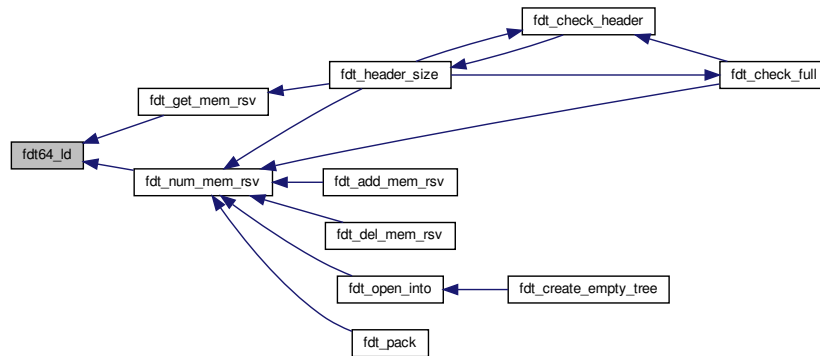 fdt_check_header
fdt_header_size
fdt_check_full
fdt_get_mem_rsv
fdt64_ld
fdt_num_mem_rsv
fdt_add_mem_rsv
fdt_del_mem_rsv
fdt_open_into
fdt_create_empty_tree
fdt_pack